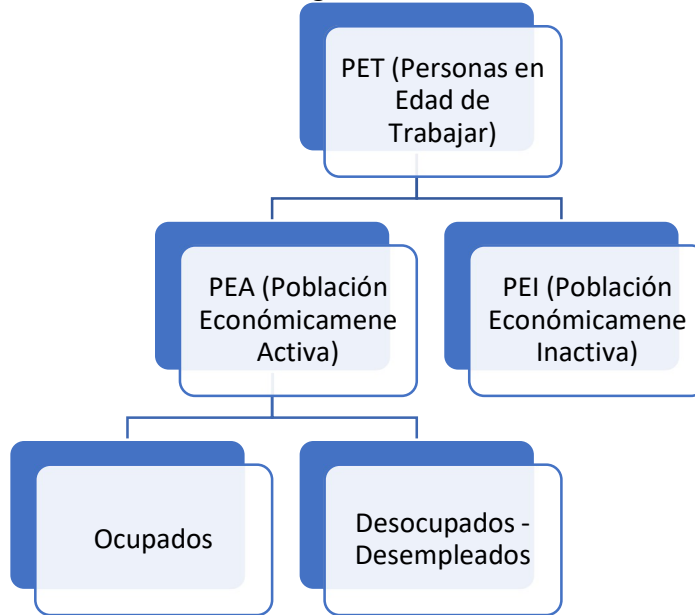 PET (Personas en
Edad de
Trabajar)
PEA (Población
Económicamene
Activa)
PEI (Población
Económicamene
Inactiva)
Ocupados
Desocupados -
Desempleados